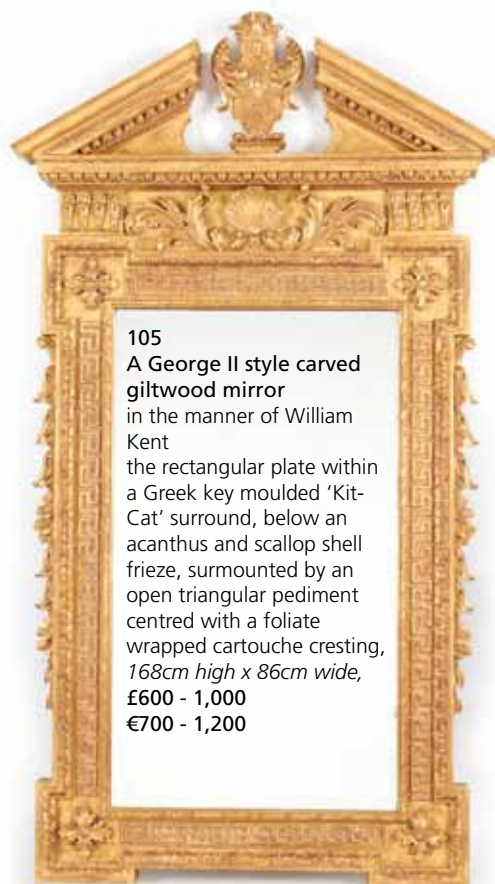 105
A George II style carved
giltwood mirror
in the manner of William
Kent
the rectangular plate within
a Greek key moulded ‘Kit-
Cat’ surround, below an
acanthus and scallop shell
frieze, surmounted by an
open triangular pediment
centred with a foliate
wrapped cartouche cresting,
168cm high x 86cm wide,
£600 - 1,000
€700 - 1,200